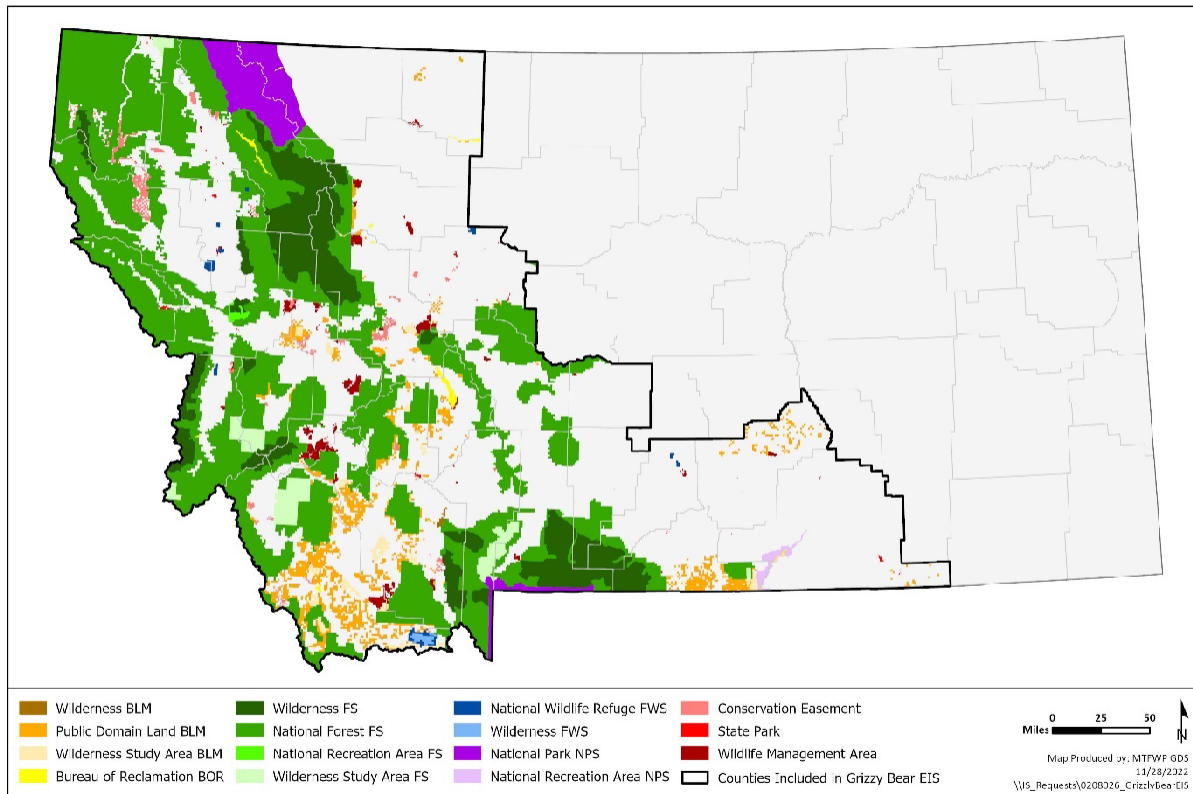 Wilderness BLM
Public Domain Land BLM
Wilderness Study Area BLM
Bureau of Reclamation BOR
Wilderness FS
National Forest FS
National Recreation Area FS
Wilderness Study Area FS
National Wildlife Refuge FWS
Wilderness FWS
National Park NPS
National Recreation Area NPS
Conservation Easement
State Park
Wildlife Management Area
Counties Included in Grizzy Bear EIS
0 25 50
Miles
N
Map Produced by: MTFWP GDS
11/28/2022
\\IS_Requests\0208026_GrizzlyBearEIS